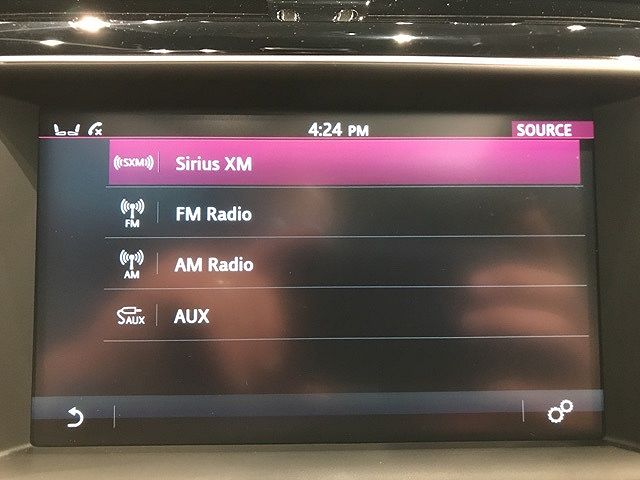 4:24 PM
SOURCE
SXM Sirius XM
FM FM Radio
AM AM Radio
AUX AUX